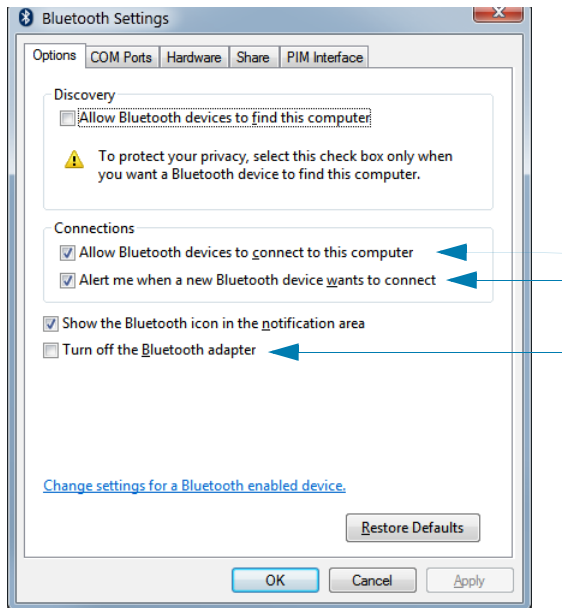 Bluetooth Settings
Options COM Ports Hardware Share PIM Interface
Discovery
Allow Bluetooth devices to find this computer
To protect your privacy, select this check box only when
you want a Bluetooth device to find this computer.
Connections
Allow Bluetooth devices to connect to this computer
Alert me when a new Bluetooth device wants to connect
Show the Bluetooth icon in the notification area
Turn off the Bluetooth adapter
Change settings for a Bluetooth enabled device.
Restore Defaults
OK Cancel Apply